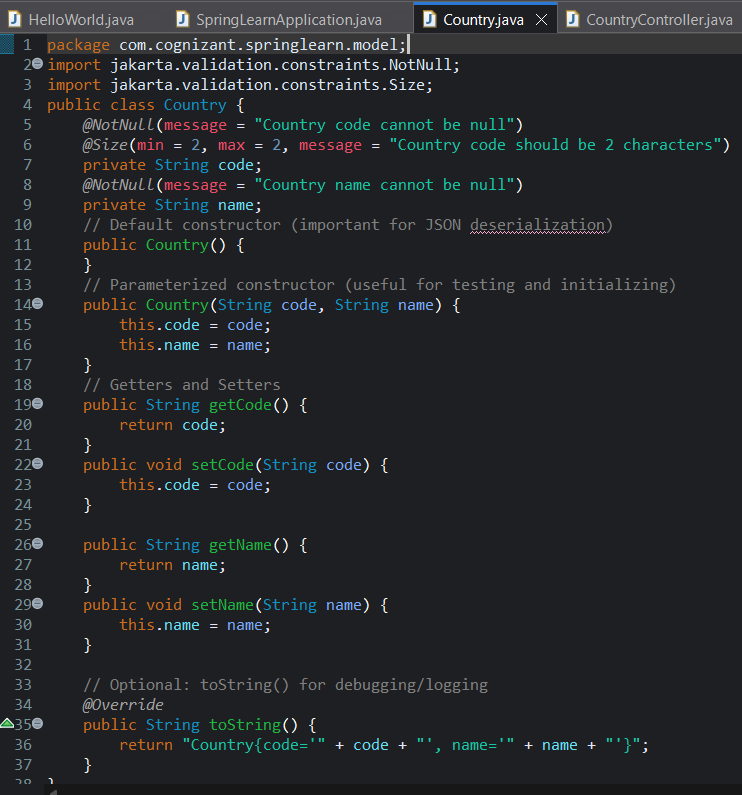 HelloWorld.java SpringLearnApplication.java Country.java CountryController.java
1 package com.cognizant.springlearn.model;
2 import jakarta.validation.constraints.NotNull;
3 import jakarta.validation.constraints.Size;
4 public class Country {
5     @NotNull(message = "Country code cannot be null")
6     @Size(min = 2, max = 2, message = "Country code should be 2 characters")
7     private String code;
8     @NotNull(message = "Country name cannot be null")
9     private String name;
10     // Default constructor (important for JSON deserialization)
11     public Country() {
12     }
13     // Parameterized constructor (useful for testing and initializing)
14     public Country(String code, String name) {
15         this.code = code;
16         this.name = name;
17     }
18     // Getters and Setters
19     public String getCode() {
20         return code;
21     }
22     public void setCode(String code) {
23         this.code = code;
24     }
25
26     public String getName() {
27         return name;
28     }
29     public void setName(String name) {
30         this.name = name;
31     }
32
33     // Optional: toString() for debugging/logging
34     @Override
35     public String toString() {
36         return "Country{code='" + code + "', name='" + name + "'}";
37     }
38 }